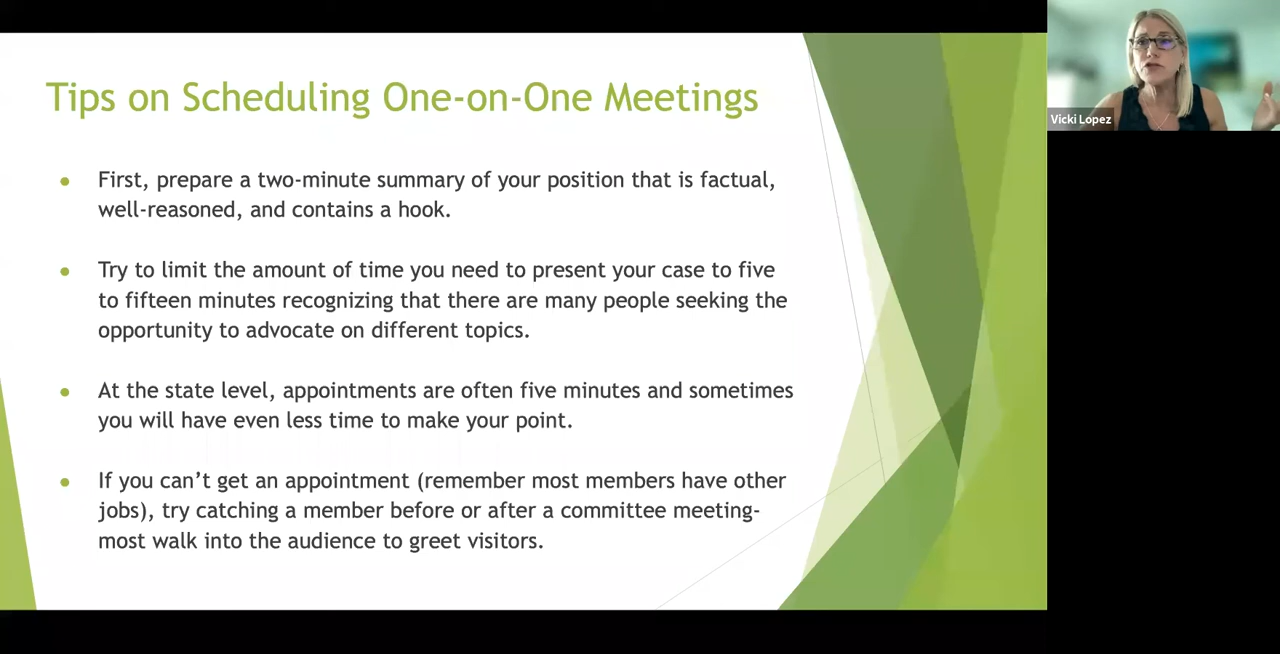 Tips on Scheduling One-on-One Meetings
First, prepare a two-minute summary of your position that is factual,
well-reasoned, and contains a hook.
Try to limit the amount of time you need to present your case to five
to fifteen minutes recognizing that there are many people seeking the
opportunity to advocate on different topics.
At the state level, appointments are often five minutes and sometimes
you will have even less time to make your point.
If you can’t get an appointment (remember most members have other
jobs), try catching a member before or after a committee meeting-
most walk into the audience to greet visitors.
Vicki Lopez